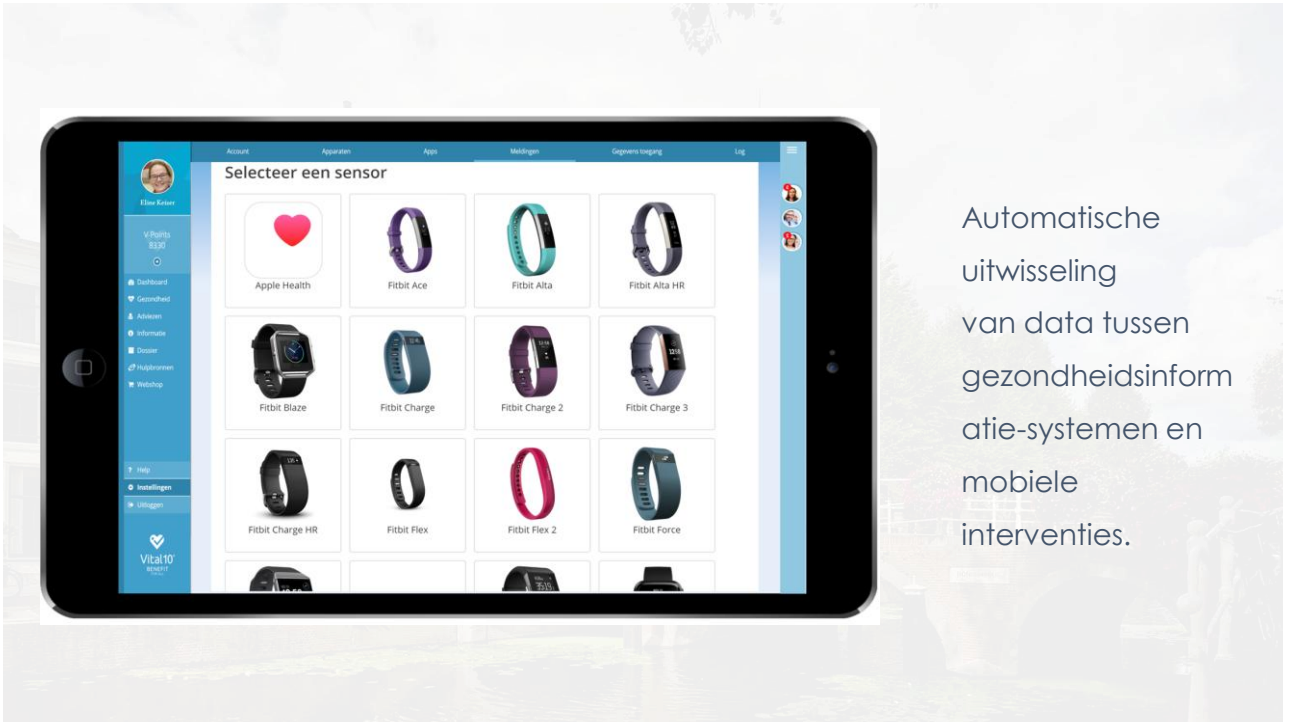 Account Apparaten Apps Meldingen Gegevens toegang Log
Selecteer een sensor
Eline Keizer
V-Points
8330
Dashboard
Gezondheid
Adviezen
Informatie
Dossier
Hulpbronnen
Webshop
? Help
Instellingen
Uitloggen
Vital10
BENEFIT
Apple Health
Fitbit Ace
Fitbit Alta
Fitbit Alta HR
Fitbit Blaze
Fitbit Charge
Fitbit Charge 2
Fitbit Charge 3
Fitbit Charge HR
Fitbit Flex
Fitbit Flex 2
Fitbit Force
Automatische
uitwisseling
van data tussen
gezondheidsinform
atie-systemen en
mobiele
interventies.